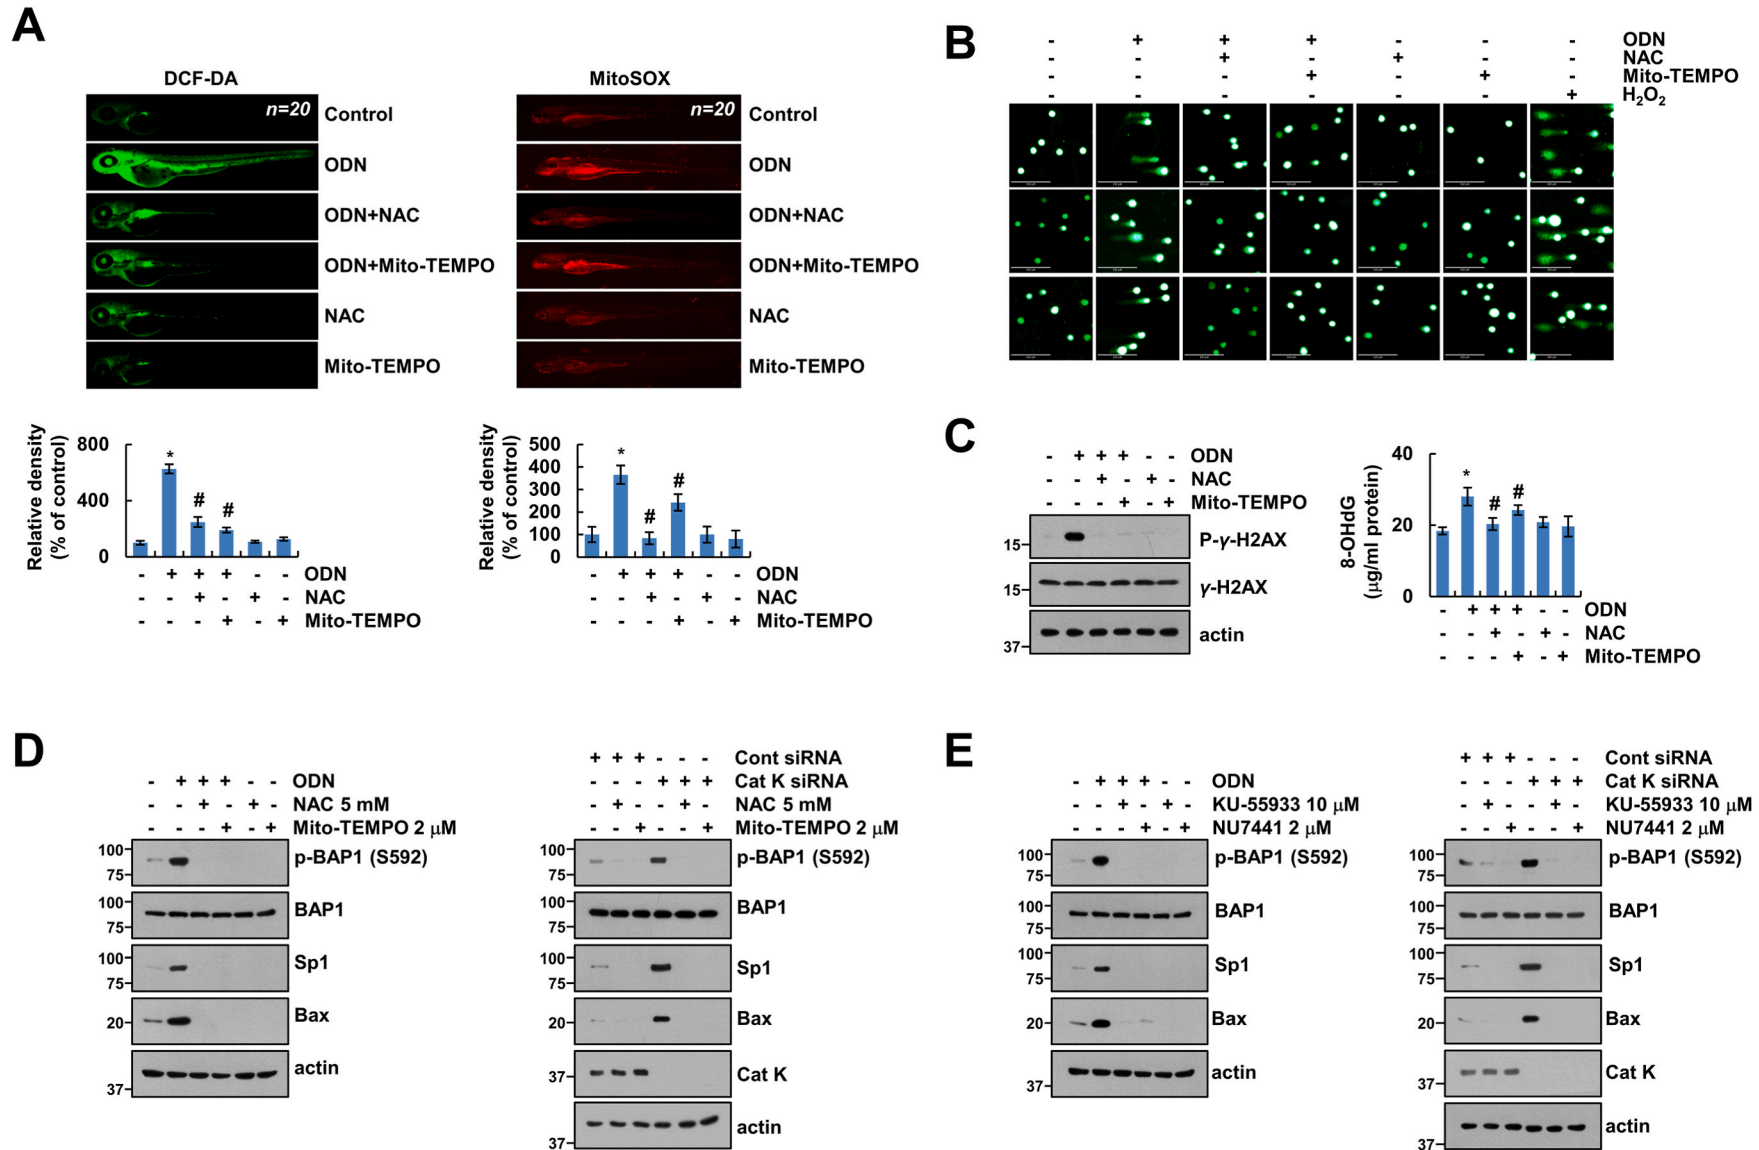 A
DCF-DA
n=20
Control
ODN
ODN+NAC
ODN+Mito-TEMPO
NAC
Mito-TEMPO
MitoSOX
n=20
Control
ODN
ODN+NAC
ODN+Mito-TEMPO
NAC
Mito-TEMPO
Relative density
(% of control)
800
400
0
*
#
#
- + + + - - ODN
- - + - + - NAC
- - - + - + Mito-TEMPO
Relative density
(% of control)
500
400
300
200
100
0
*
#
#
- + + + - - ODN
- - + - + - NAC
- - - + - + Mito-TEMPO
B
- + + + - - - ODN
- - + - + - - NAC
- - - + - + - Mito-TEMPO
- - - - - - + H2O2
C
- + + + - - ODN
- - + - + - NAC
- - - + - + Mito-TEMPO
15
P-γ-H2AX
15
γ-H2AX
37
actin
8-OHdG
(μg/ml protein)
40
20
0
*
#
#
- + + + - - ODN
- - + - + - NAC
- - - + - + Mito-TEMPO
D
- + + + - - ODN
- - + - + - NAC 5 mM
- - - + - + Mito-TEMPO 2 μM
100
75
p-BAP1 (S592)
100
75
BAP1
100
75
Sp1
20
Bax
37
actin
+ + + - - - Cont siRNA
- - - + + + Cat K siRNA
- + - - + - NAC 5 mM
- - + - - + Mito-TEMPO 2 μM
100
75
p-BAP1 (S592)
100
75
BAP1
100
75
Sp1
20
Bax
37
Cat K
37
actin
E
- + + + - - ODN
- - + - + - KU-55933 10 μM
- - - + - + NU7441 2 μM
100
75
p-BAP1 (S592)
100
75
BAP1
100
75
Sp1
20
Bax
37
actin
+ + + - - - Cont siRNA
- - - + + + Cat K siRNA
- + - - + - KU-55933 10 μM
- - + - - + NU7441 2 μM
100
75
p-BAP1 (S592)
100
75
BAP1
100
75
Sp1
20
Bax
37
Cat K
37
actin